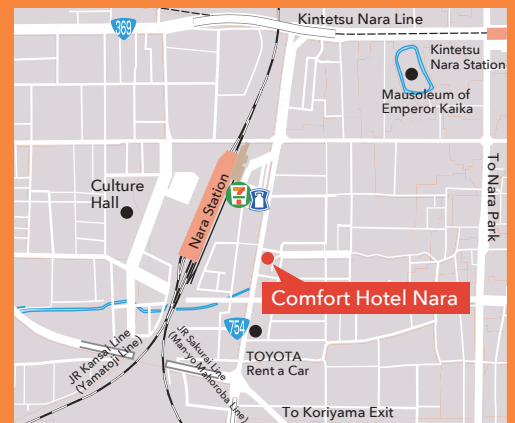 Kintetsu Nara Line
369
Kintetsu
Nara Station
Mausoleum of
Emperor Kaika
To Nara Park
Culture
Hall
Nara Station
7
Comfort Hotel Nara
754
TOYOTA
Rent a Car
JR Kansai Line
(Yamatoji Line)
JR Sakurai Line
(Man-yo Mahoroba Line)
To Koriyama Exit